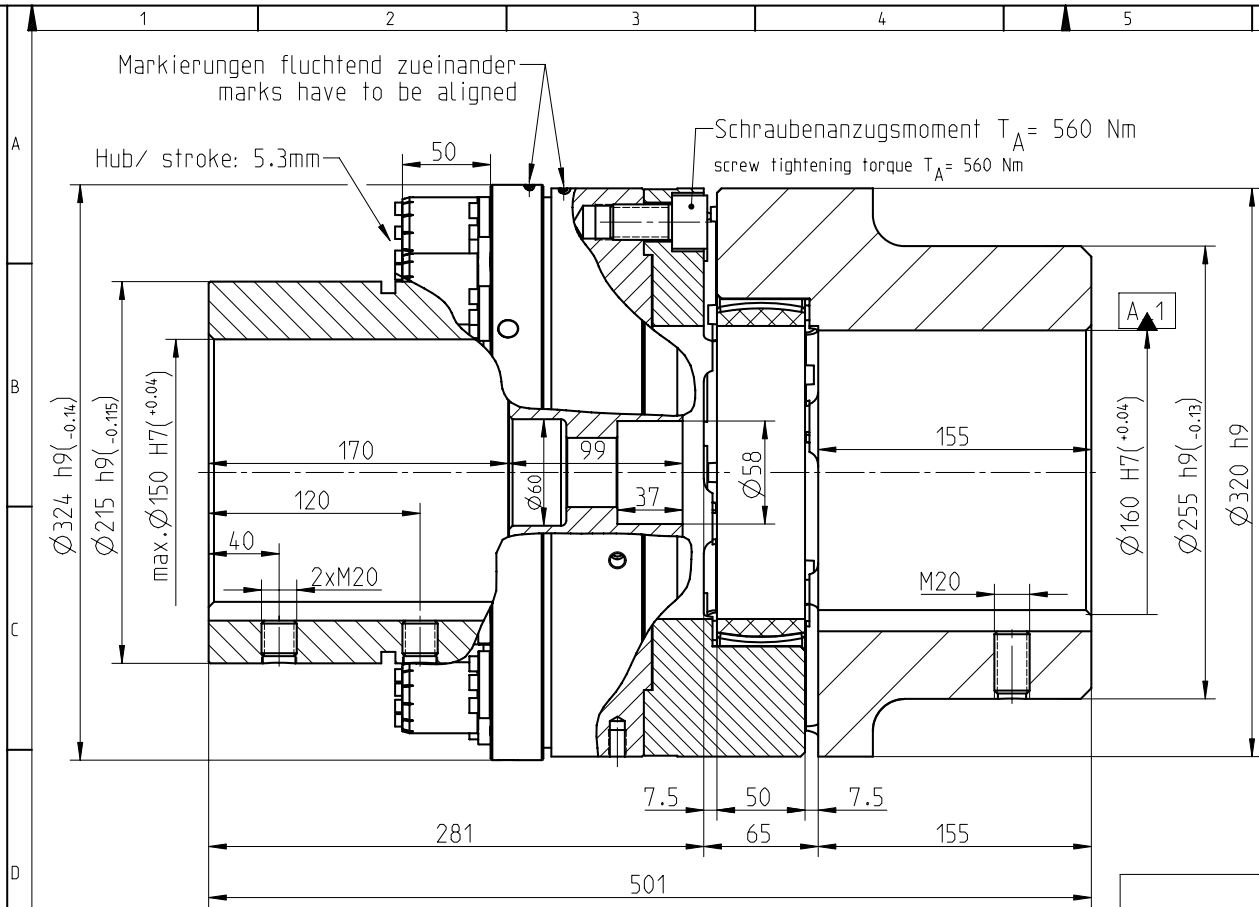 1 2 3 4 5
Markierungen fluchtend zueinander
marks have to be aligned
A
Schraubenanzugsmoment T_A= 560 Nm
screw tightening torque T_A= 560 Nm
Hub/ stroke: 5.3mm
50
A 1
B
Ø324 h9(-0.14)
Ø215 h9(-0.115)
max.Ø150 H7(+0.04)
170
99
Ø60
37
Ø58
155
Ø160 H7(+0.04)
Ø255 h9(-0.13)
Ø320 h9
120
40
2xM20
M20
C
7.5
50
7.5
281
65
155
D
501